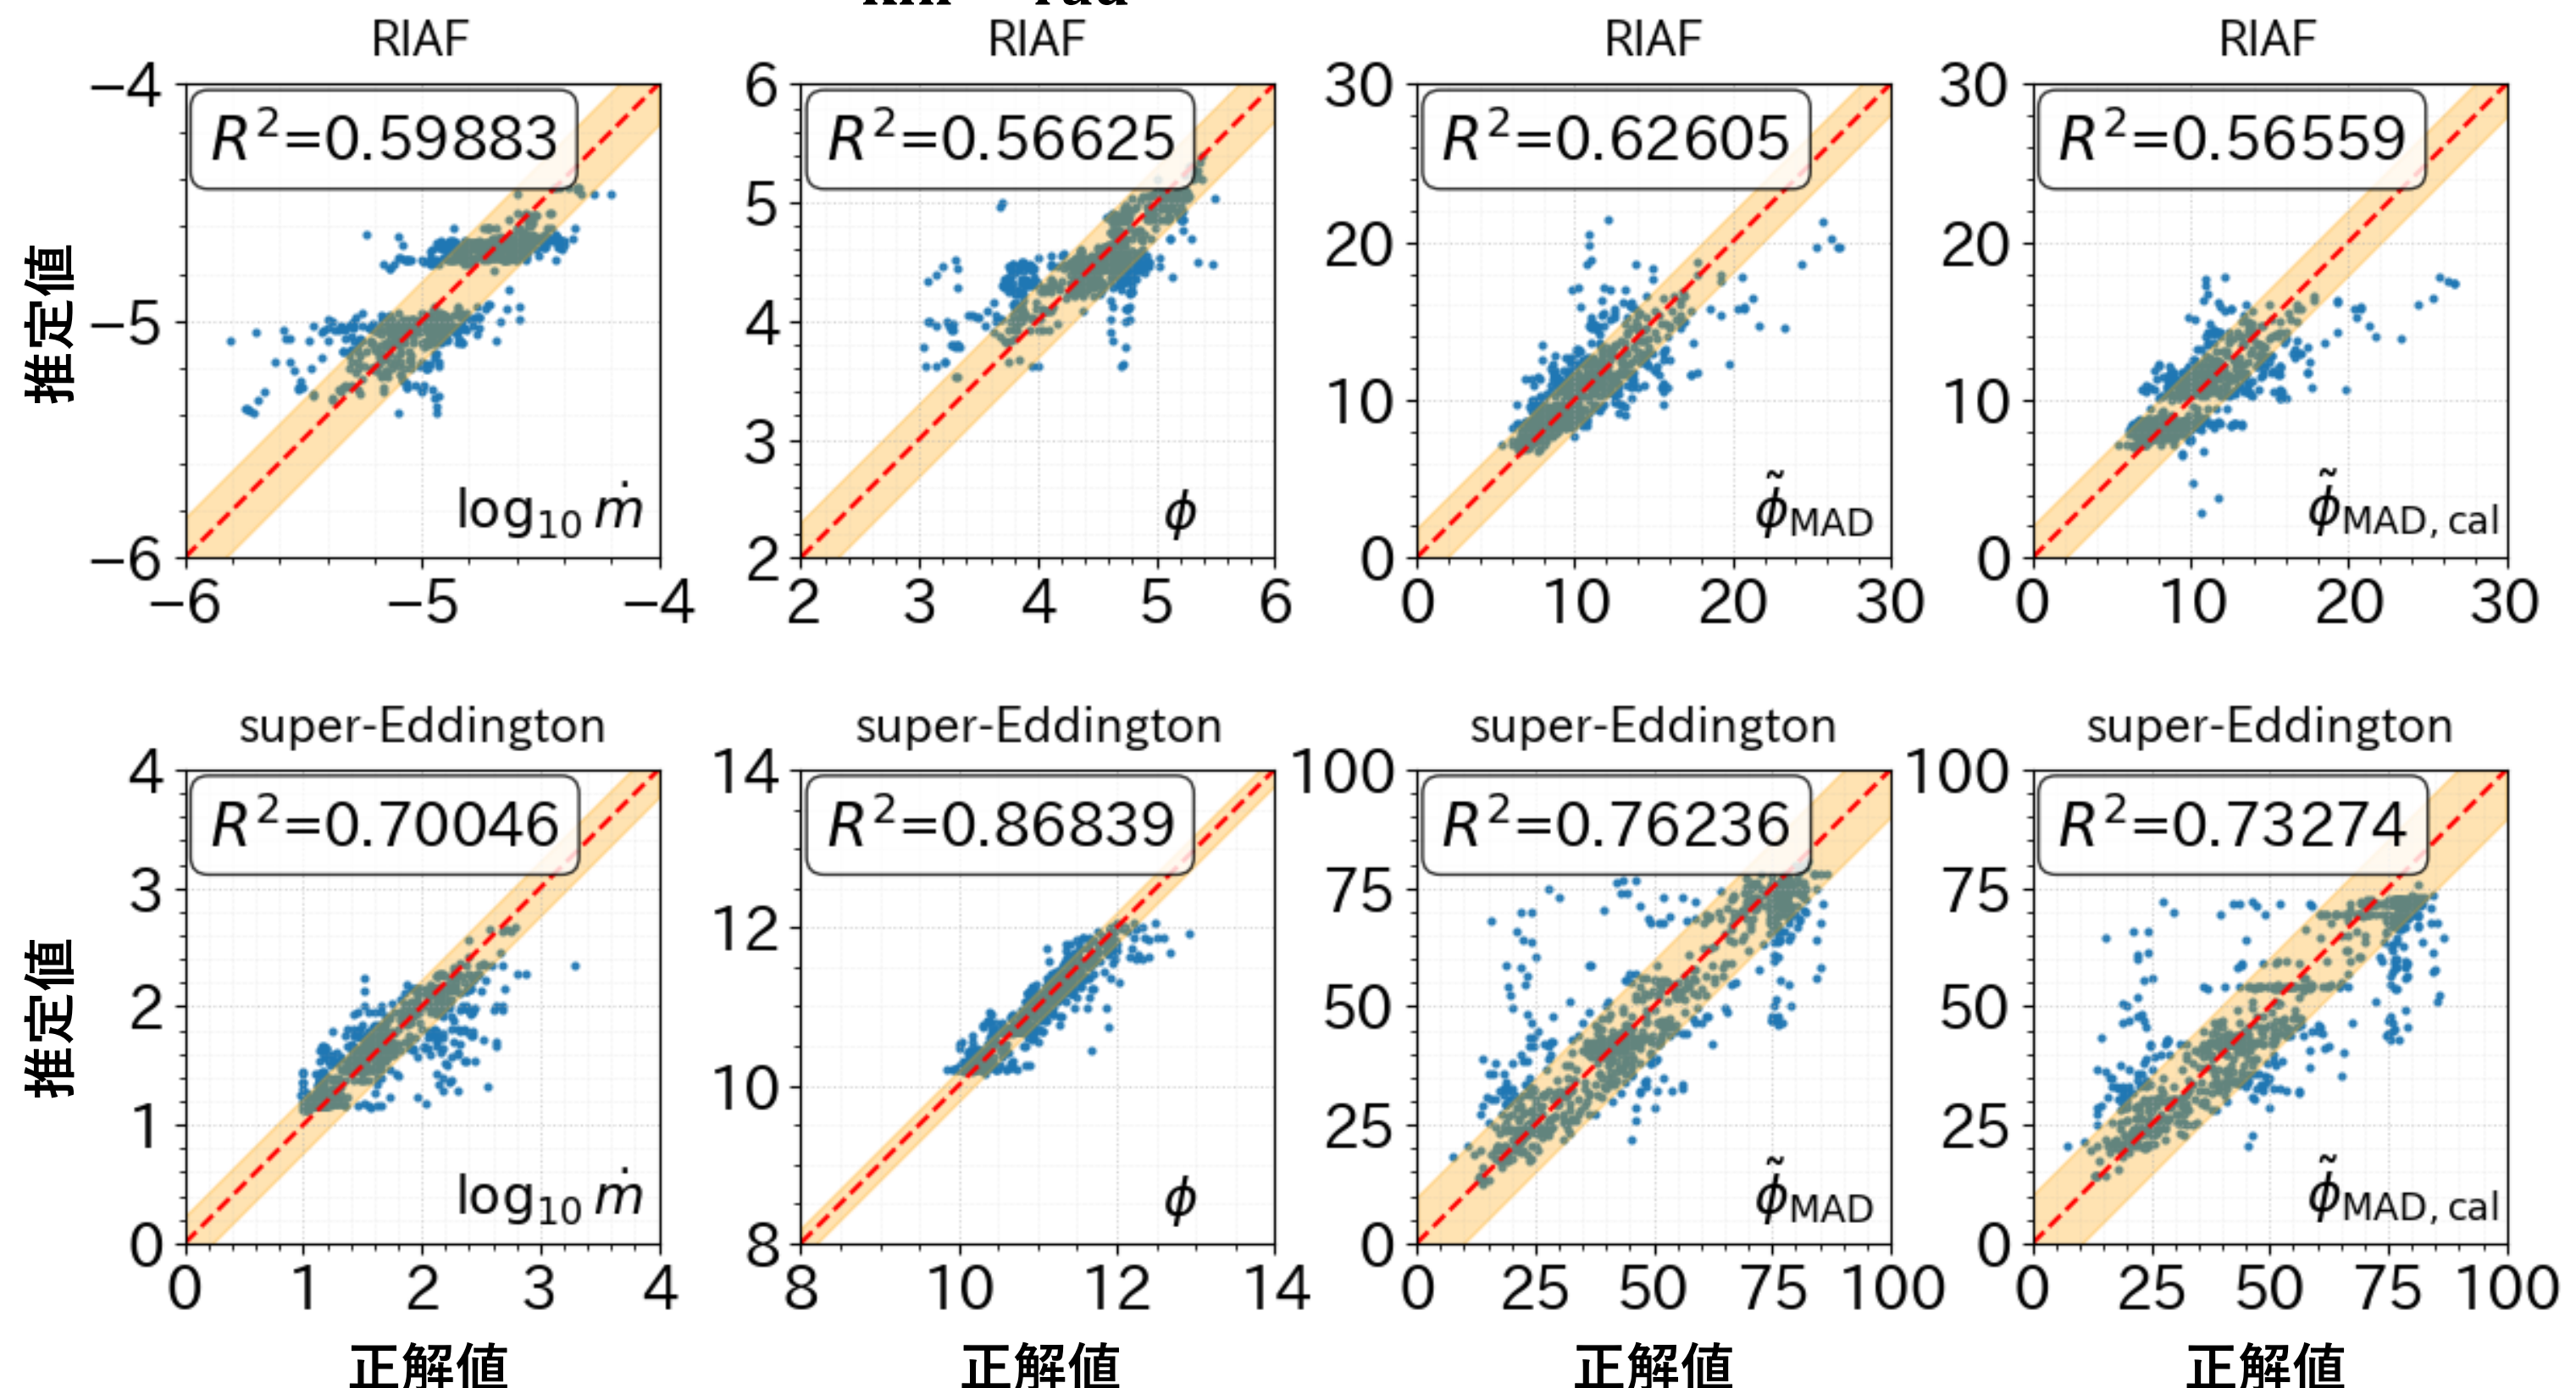 RIAF RIAF RIAF RIAF
−4 6 30 30
R²=0.59883 R²=0.56625 R²=0.62605 R²=0.56559
5 20 20
−5 4 10 10
3
log₁₀ ṁ ϕ ϕ̃MAD ϕ̃MAD, cal
−6 2 0 0
−6 −5 −4 2 3 4 5 6 0 10 20 30 0 10 20 30
推定値
super-Eddington super-Eddington super-Eddington super-Eddington
4 14 100 100
R²=0.70046 R²=0.86839 R²=0.76236 R²=0.73274
3 12 75 75
2 50 50
1 10 25 25
log₁₀ ṁ ϕ ϕ̃MAD ϕ̃MAD, cal
0 8 0 0
0 1 2 3 4 8 10 12 14 0 25 50 75 100 0 25 50 75 100
推定値
正解値 正解値 正解値 正解値